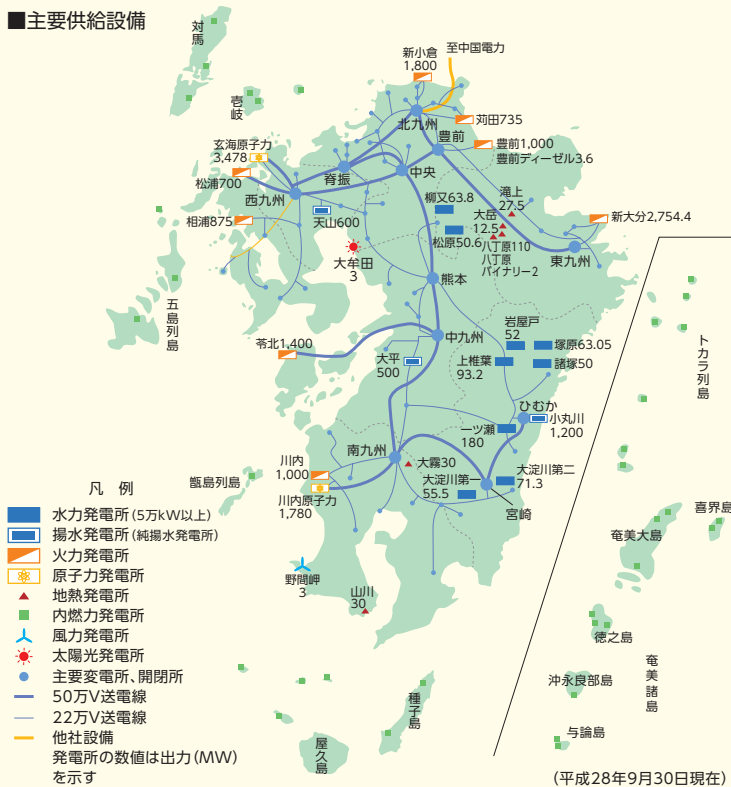 ■主要供給設備
対馬
壱岐
新小倉
1,800
至中国電力
北九州
苅田735
豊前
豊前1,000
豊前ディーゼル3.6
玄海原子力
3,478
松浦700
脊振
中央
西九州
天山600
相浦875
柳又63.8
滝上
27.5
大岳
12.5
松原50.6
八丁原110
八丁原
バイナリー2
新大分2,754.4
東九州
大牟田
3
熊本
五島列島
苓北1,400
中九州
岩屋戸
52
塚原63.05
大平
500
上椎葉
93.2
諸塚50
トカラ列島
ひむか
小丸川
1,200
一ツ瀬
180
南九州
大霧30
川内
1,000
川内原子力
1,780
大淀川第一
55.5
大淀川第二
71.3
宮崎
甑島列島
凡 例
水力発電所(5万kW以上)
揚水発電所(純揚水発電所)
火力発電所
原子力発電所
地熱発電所
内燃力発電所
風力発電所
太陽光発電所
主要変電所、開閉所
50万V送電線
22万V送電線
他社設備
発電所の数値は出力(MW)
を示す
野間岬
3
山川
30
種子島
屋久島
喜界島
奄美大島
徳之島
奄美諸島
沖永良部島
与論島
(平成28年9月30日現在)